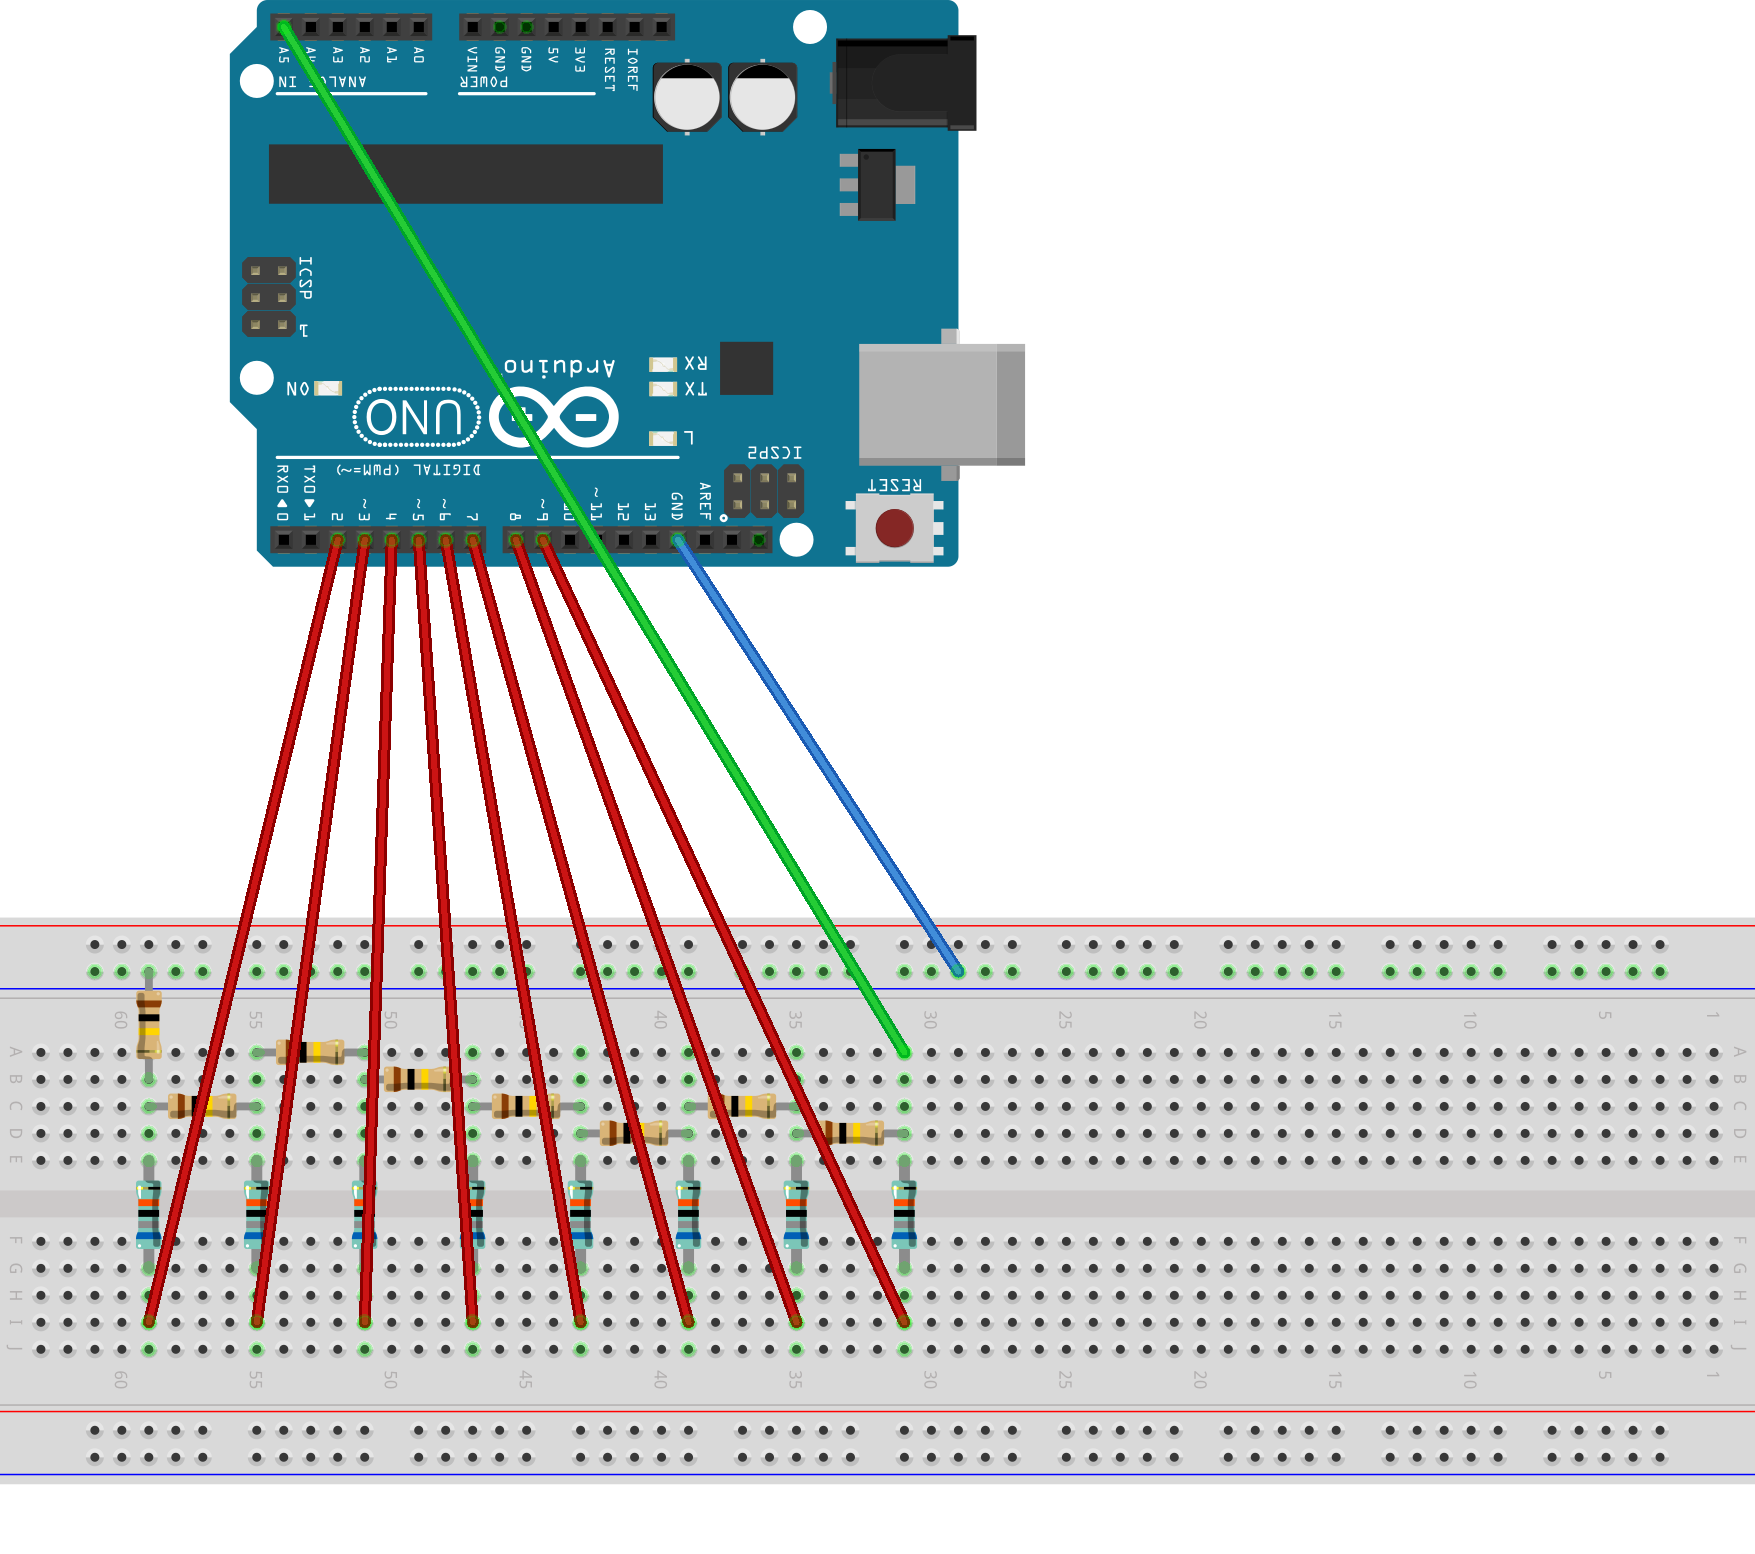 A5 A4 A3 A2 A1 A0
VIN GND GND 5V 3V3 RESET IOREF
ANALOG IN
POWER
ICSP
1
Arduino
RX
TX
ON
UNO
L
ICSP2
DIGITAL (PWM=~)
RESET
RX0◀0 TX0▶1 2 ~3 4 ~5 ~6 7 8 ~9 10 ~11 12 13 GND AREF
60 55 50 45 40 35 30 25 20 15 10 5 1
A A
B B
C C
D D
E E
F F
G G
H H
I I
J J
60 55 50 45 40 35 30 25 20 15 10 5 1